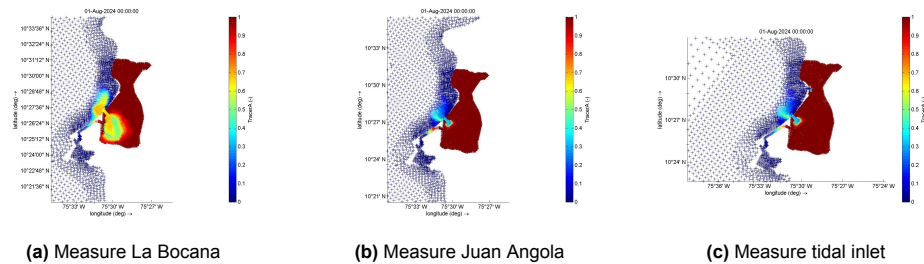 01-Aug-2024 00:00:00
10°33'36" N
10°32'24" N
10°31'12" N
10°30'00" N
10°28'48" N
10°27'36" N
10°26'24" N
10°25'12" N
10°24'00" N
10°22'48" N
10°21'36" N
latitude (deg) →
75°33' W 75°30' W 75°27' W
longitude (deg) →
1
0.9
0.8
0.7
0.6
0.5
0.4
0.3
0.2
0.1
0
TracerA (-)
(a) Measure La Bocana
01-Aug-2024 00:00:00
10°33' N
10°30' N
10°27' N
10°24' N
10°21' N
latitude (deg) →
75°33' W 75°30' W 75°27' W
longitude (deg) →
1
0.9
0.8
0.7
0.6
0.5
0.4
0.3
0.2
0.1
0
TracerA (-)
(b) Measure Juan Angola
01-Aug-2024 00:00:00
10°30' N
10°27' N
10°24' N
latitude (deg) →
75°36' W 75°33' W 75°30' W 75°27' W 75°24' W
longitude (deg) →
1
0.9
0.8
0.7
0.6
0.5
0.4
0.3
0.2
0.1
0
TracerA (-)
(c) Measure tidal inlet